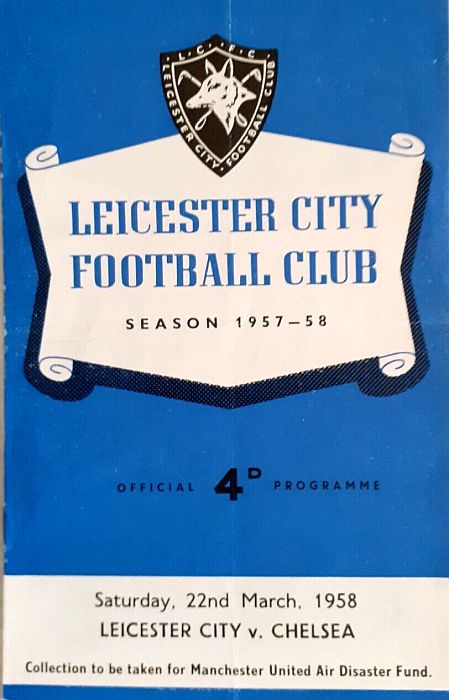 L.C.F.C
LEICESTER CITY FOOTBALL CLUB
LEICESTER CITY
FOOTBALL CLUB
SEASON 1957-58
OFFICIAL 4D PROGRAMME
Saturday, 22nd March, 1958
LEICESTER CITY v. CHELSEA
Collection to be taken for Manchester United Air Disaster Fund.